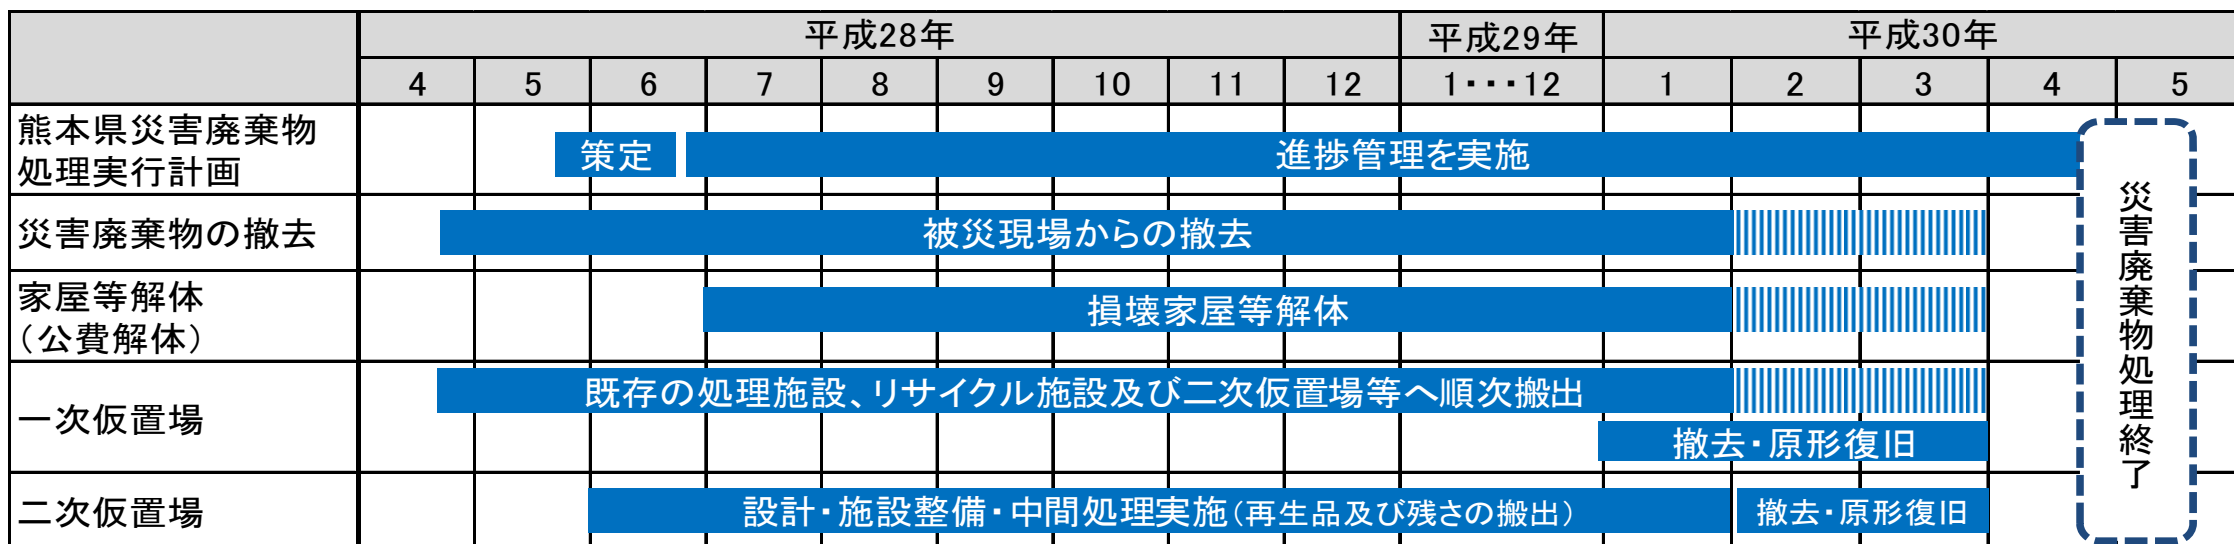 平成28年 平成29年 平成30年
4 5 6 7 8 9 10 11 12 1・・・12 1 2 3 4 5
熊本県災害廃棄物
処理実行計画
策定 進捗管理を実施
災害廃棄物の撤去 被災現場からの撤去
家屋等解体
（公費解体）
損壊家屋等解体
一次仮置場
既存の処理施設、リサイクル施設及び二次仮置場等へ順次搬出
撤去・原形復旧
二次仮置場 設計・施設整備・中間処理実施（再生品及び残さの搬出） 撤去・原形復旧
災害廃棄物処理終了